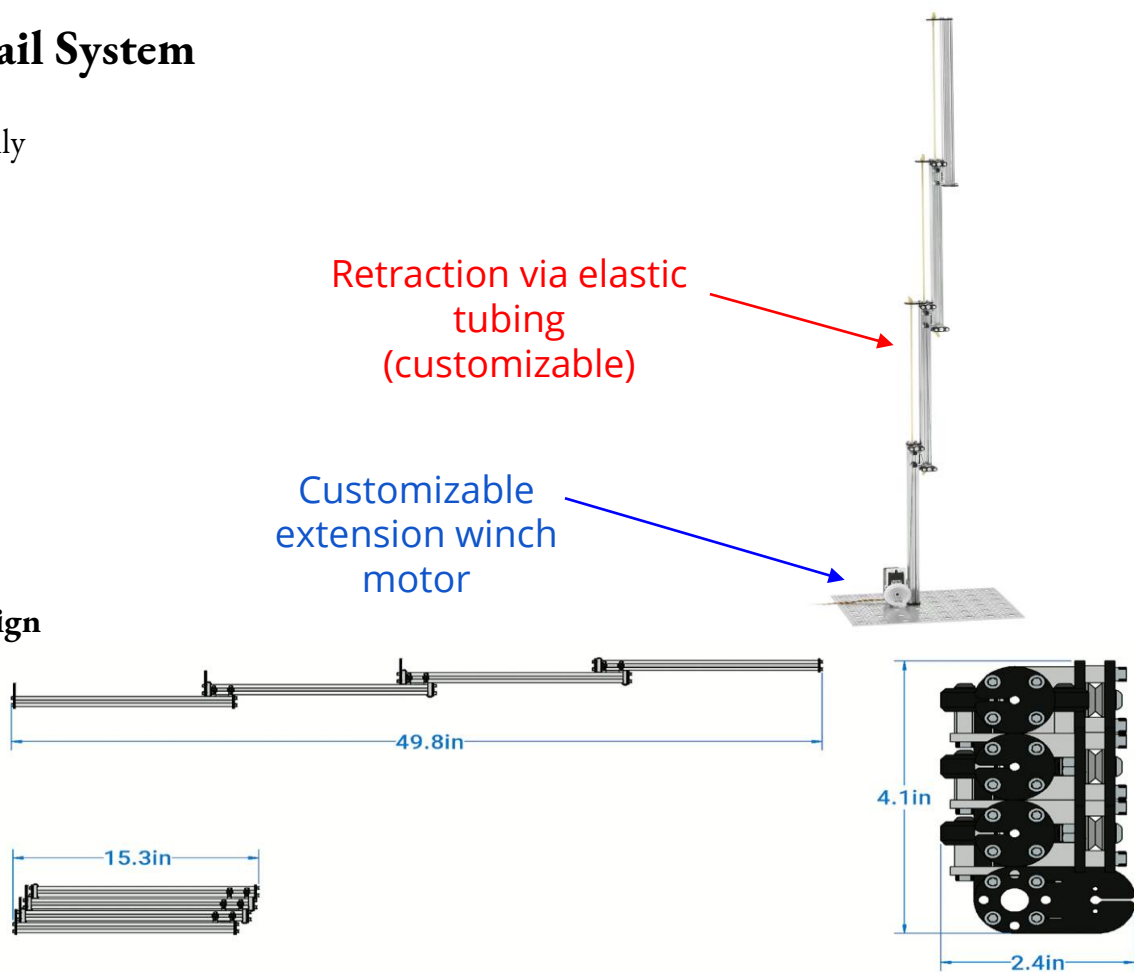 ail System
ly
Retraction via elastic
tubing
(customizable)
Customizable
extension winch
motor
ign
49.8in
15.3in
4.1in
2.4in